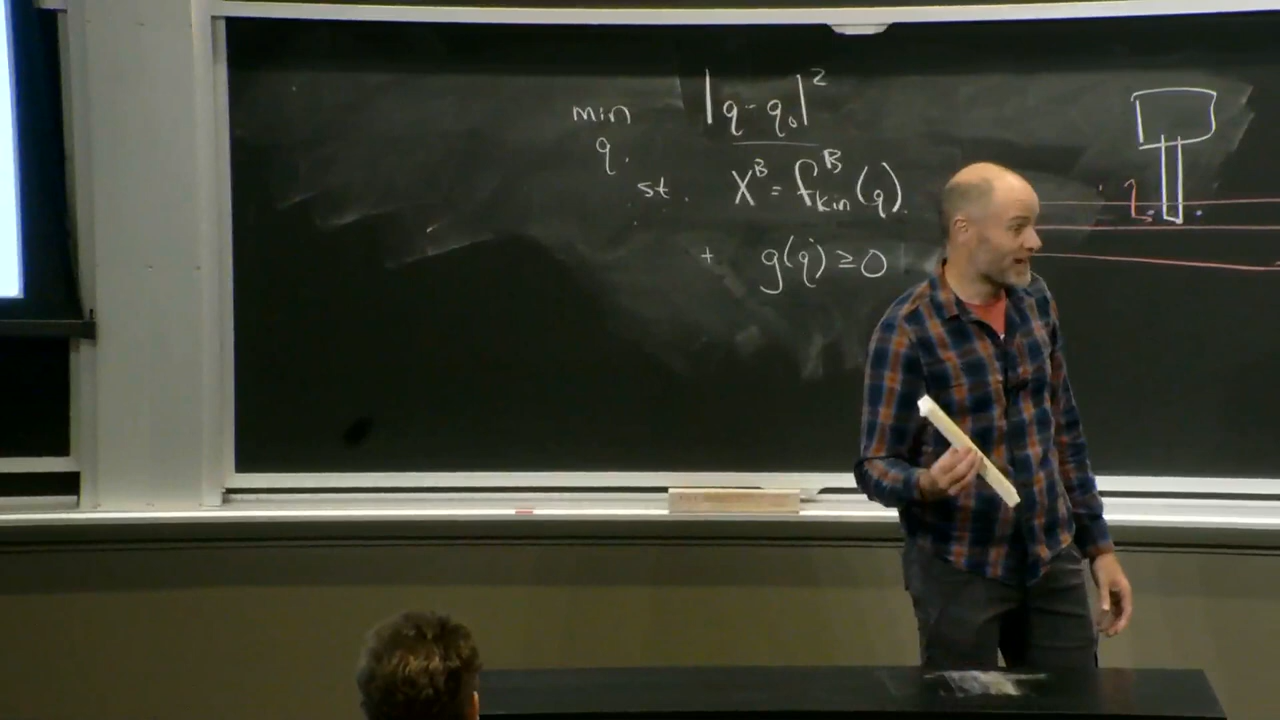 min |q - q₀|²
q.
st. X^B = f^B_kin(q).
+ g(q) ≥ 0